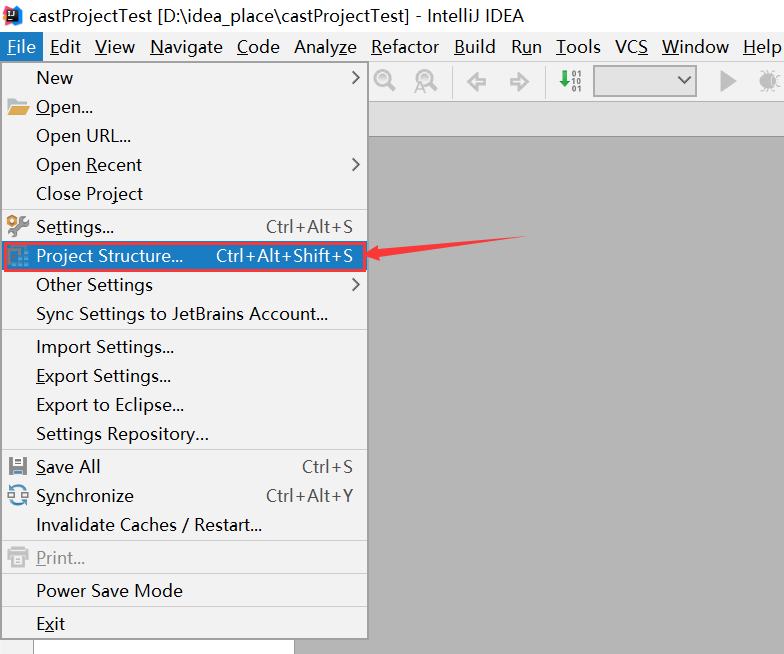 castProjectTest [D:\idea_place\castProjectTest] - IntelliJ IDEA
File Edit View Navigate Code Analyze Refactor Build Run Tools VCS Window Help
New
Open...
Open URL...
Open Recent
Close Project
Settings... Ctrl+Alt+S
Project Structure... Ctrl+Alt+Shift+S
Other Settings
Sync Settings to JetBrains Account...
Import Settings...
Export Settings...
Export to Eclipse...
Settings Repository...
Save All Ctrl+S
Synchronize Ctrl+Alt+Y
Invalidate Caches / Restart...
Print...
Power Save Mode
Exit